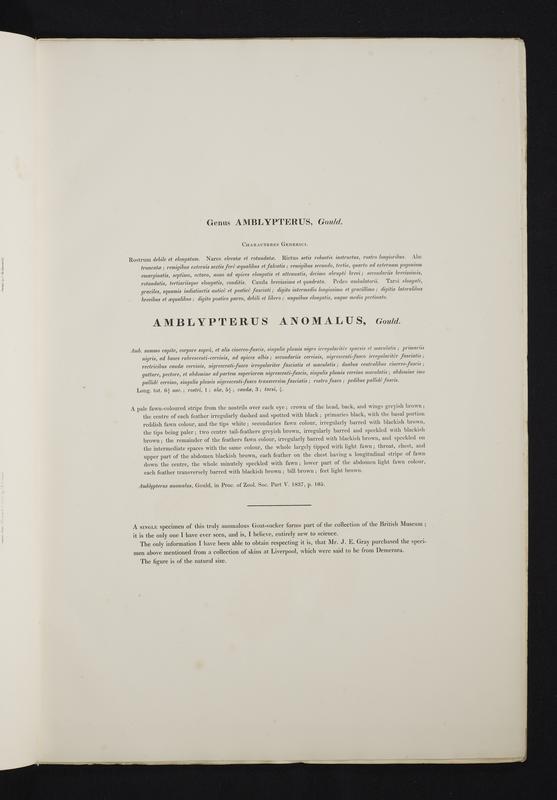 Genus AMBLYPTERUS, Gould.
Characteres Generici.
Rostrum debile et elongatum. Nares elevatæ et rotundatæ. Rictus setis robustis instructus, rostro longioribus. Alæ
truncatæ ; remigibus externis sextis ferè æqualibus et falcatis ; remigibus secundo, tertio, quarto ad externum pogonium
emarginatis, septimo, octavo, nono ad apices elongatis et attenuatis, decimo abruptè brevi ; secondariis brevissimis,
rotundatis, tertiariisque elongatis, conditis. Cauda brevissima et quadrata. Pedes ambulatorii. Tarsi elongati,
graciles, squamis indistinctis anticè et posticè fasciati ; digito intermedio longissimo et gracillimo ; digitis lateralibus
brevibus et æqualibus ; digito postico parvo, debili et libero ; unguibus elongatis, ungue medio pectinato.
AMBLYPTERUS ANOMALUS, Gould.
Amb. summo capite, corpore suprà, et alis cinereo-fuscis, singulis plumis nigro irregularitèr sparsis et maculatis ; primariis
nigris, ad bases rubrescenti-cervinis, ad apices albis ; secundariis cervinis, nigrescenti-fusco irregularitèr fasciatis ;
rectricibus caudæ cervinis, nigrescenti-fusco irregularitèr fasciatis et maculatis ; duabus centralibus cinereo-fuscis ;
gutture, pectore, et abdomine ad partem superiorem nigrescenti-fuscis, singulis plumis cervino maculatis ; abdomine imo
pallidè cervino, singulis plumis nigrescenti-fusco transversim fasciatis ; rostro fusco ; pedibus pallidè fuscis.
Long. tot. unc. ; rostri, 1 ; alæ, ; caudæ, 3 ; tarsi,
A pale fawn-coloured stripe from the nostrils over each eye ; crown of the head, back, and wings greyish brown ;
the centre of each feather irregularly dashed and spotted with black ; primaries black, with the basal portion
reddish fawn colour, and the tips white ; secondaries fawn colour, irregularly barred with blackish brown,
the tips being paler ; two centre tail-feathers greyish brown, irregularly barred and speckled with blackish
brown ; the remainder of the feathers fawn colour, irregularly barred with blackish brown, and speckled on
the intermediate spaces with the same colour, the whole largely tipped with light fawn ; throat, chest, and
upper part of the abdomen blackish brown, each feather on the chest having a longitudinal stripe of fawn
down the centre, the whole minutely speckled with fawn ; lower part of the abdomen light fawn colour,
each feather transversely barred with blackish brown ; bill brown ; feet light brown.
Amblypterus anomalus, Gould, in Proc. of Zool. Soc. Part V. 1837, p. 105.
A single specimen of this truly anomalous Goat-sucker forms part of the collection of the British Museum ;
it is the only one I have ever seen, and is, I believe, entirely new to science.
The only information I have been able to obtain respecting it is, that Mr. J. E. Gray purchased the speci-
men above mentioned from a collection of skins at Liverpool, which were said to be from Demerara.
The figure is of the natural size.